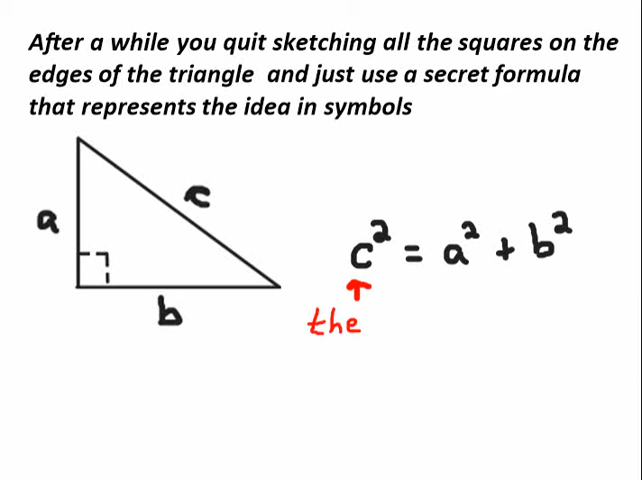 After a while you quit sketching all the squares on the
edges of the triangle and just use a secret formula
that represents the idea in symbols
a
c
b
c² = a² + b²
the